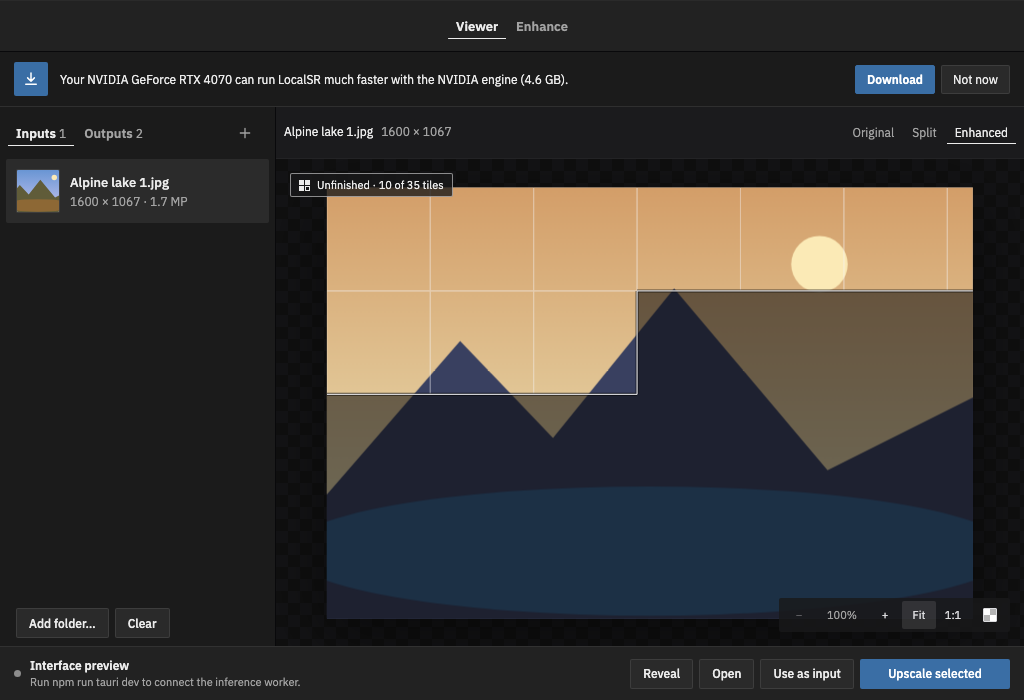 Viewer Enhance
Your NVIDIA GeForce RTX 4070 can run LocalSR much faster with the NVIDIA engine (4.6 GB).
Download
Not now
Inputs 1 Outputs 2 +
Alpine lake 1.jpg 1600 × 1067
Original Split Enhanced
Alpine lake 1.jpg
1600 × 1067 · 1.7 MP
Unfinished · 10 of 35 tiles
− 100% + Fit 1:1
Add folder... Clear
Interface preview
Run npm run tauri dev to connect the inference worker.
Reveal Open Use as input Upscale selected